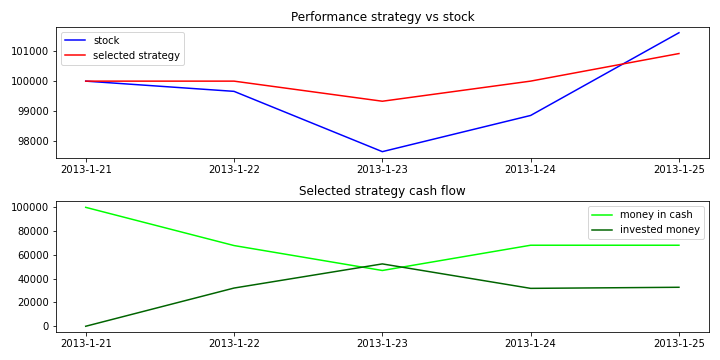 Performance strategy vs stock
stock
selected strategy
101000
100000
99000
98000
2013-1-21 2013-1-22 2013-1-23 2013-1-24 2013-1-25
Selected strategy cash flow
money in cash
invested money
100000
80000
60000
40000
20000
0
2013-1-21 2013-1-22 2013-1-23 2013-1-24 2013-1-25